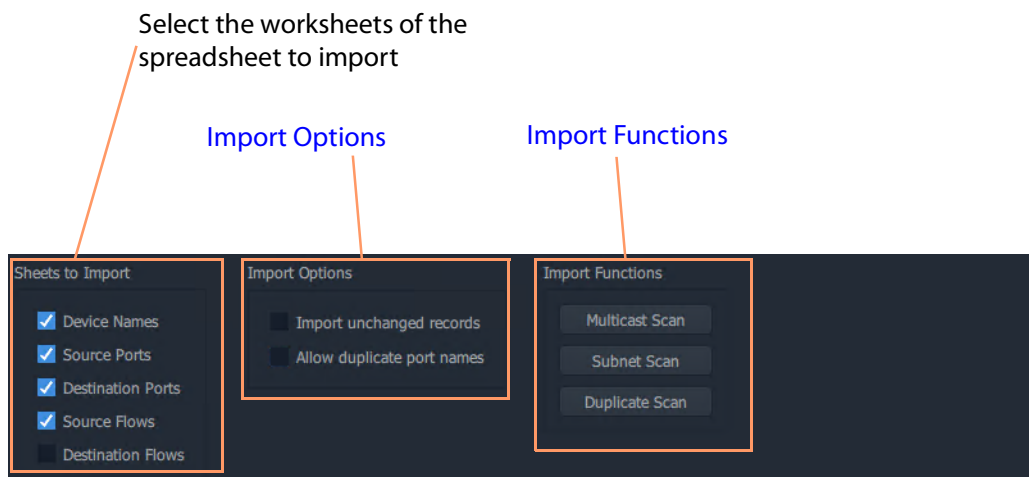 Select the worksheets of the
spreadsheet to import
Import Options
Import Functions
Sheets to Import
Device Names
Source Ports
Destination Ports
Source Flows
Destination Flows
Import Options
Import unchanged records
Allow duplicate port names
Import Functions
Multicast Scan
Subnet Scan
Duplicate Scan